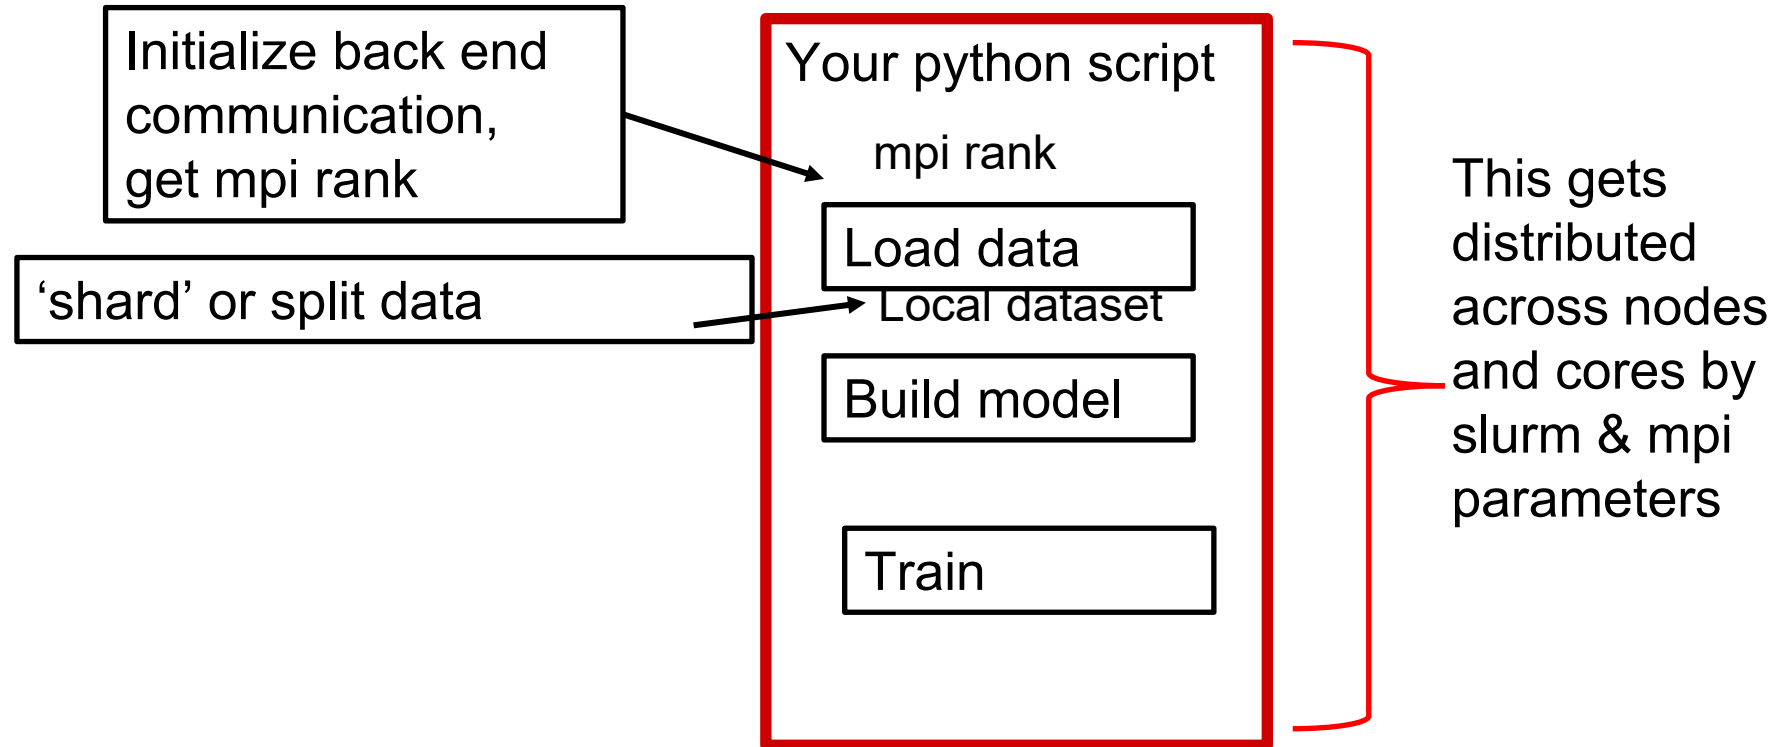 Initialize back end
communication,
get mpi rank
‘shard’ or split data
Your python script
mpi rank
Load data
Local dataset
Build model
Train
This gets
distributed
across nodes
and cores by
slurm & mpi
parameters